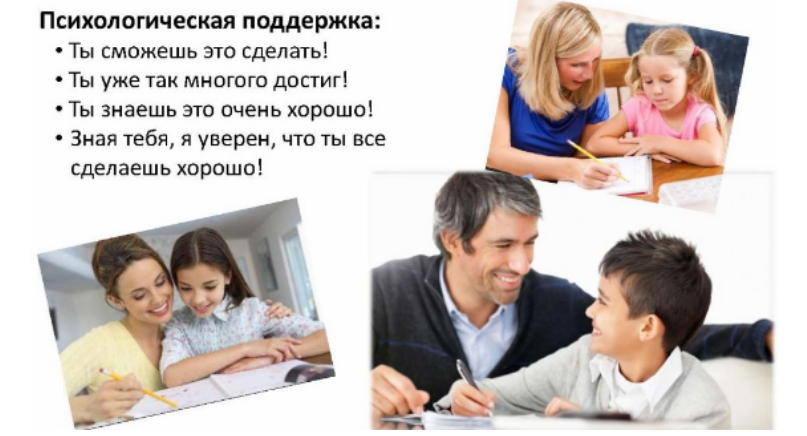 Психологическая поддержка:
• Ты сможешь это сделать!
• Ты уже так многого достиг!
• Ты знаешь это очень хорошо!
• Зная тебя, я уверен, что ты все
сделаешь хорошо!